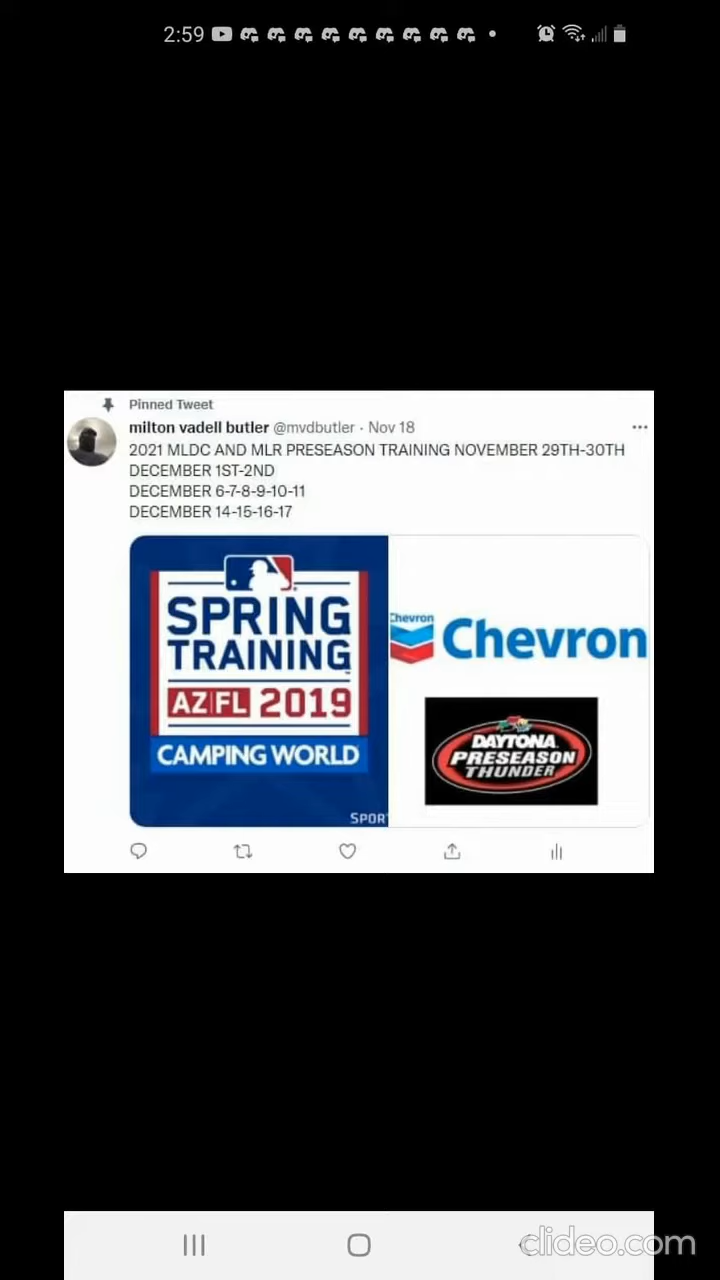 2:59
Pinned Tweet
milton vadell butler @mvdbutler · Nov 18
2021 MLDC AND MLR PRESEASON TRAINING NOVEMBER 29TH-30TH
DECEMBER 1ST-2ND
DECEMBER 6-7-8-9-10-11
DECEMBER 14-15-16-17
SPRING
TRAINING
AZ|FL 2019
CAMPING WORLD
SPOR
Chevron
Chevron
DAYTONA
PRESEASON
THUNDER
clideo.com